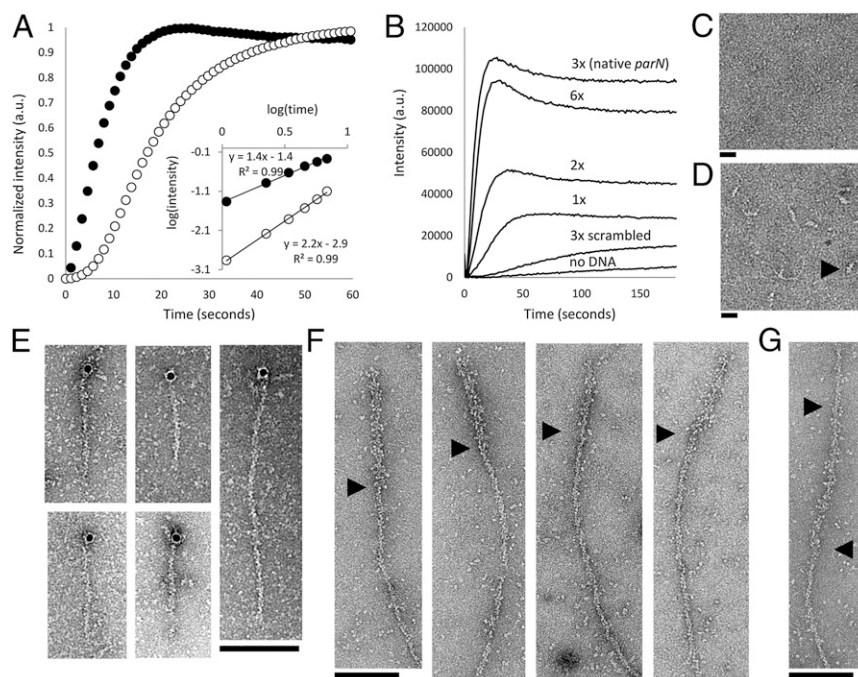 A
Normalized intensity (a.u.)
1
0.9
0.8
0.7
0.6
0.5
0.4
0.3
0.2
0.1
0
0 10 20 30 40 50 60
Time (seconds)
log(time)
0 0.5 1
-0.1
-1.1
-2.1
-3.1
log(intensity)
y = 1.4x - 1.4
R² = 0.99
y = 2.2x - 2.9
R² = 0.99
B
Intensity (a.u.)
120000
100000
80000
60000
40000
20000
0
0 50 100 150
Time (seconds)
3x (native parN)
6x
2x
1x
3x scrambled
no DNA
C
D
E
F
G